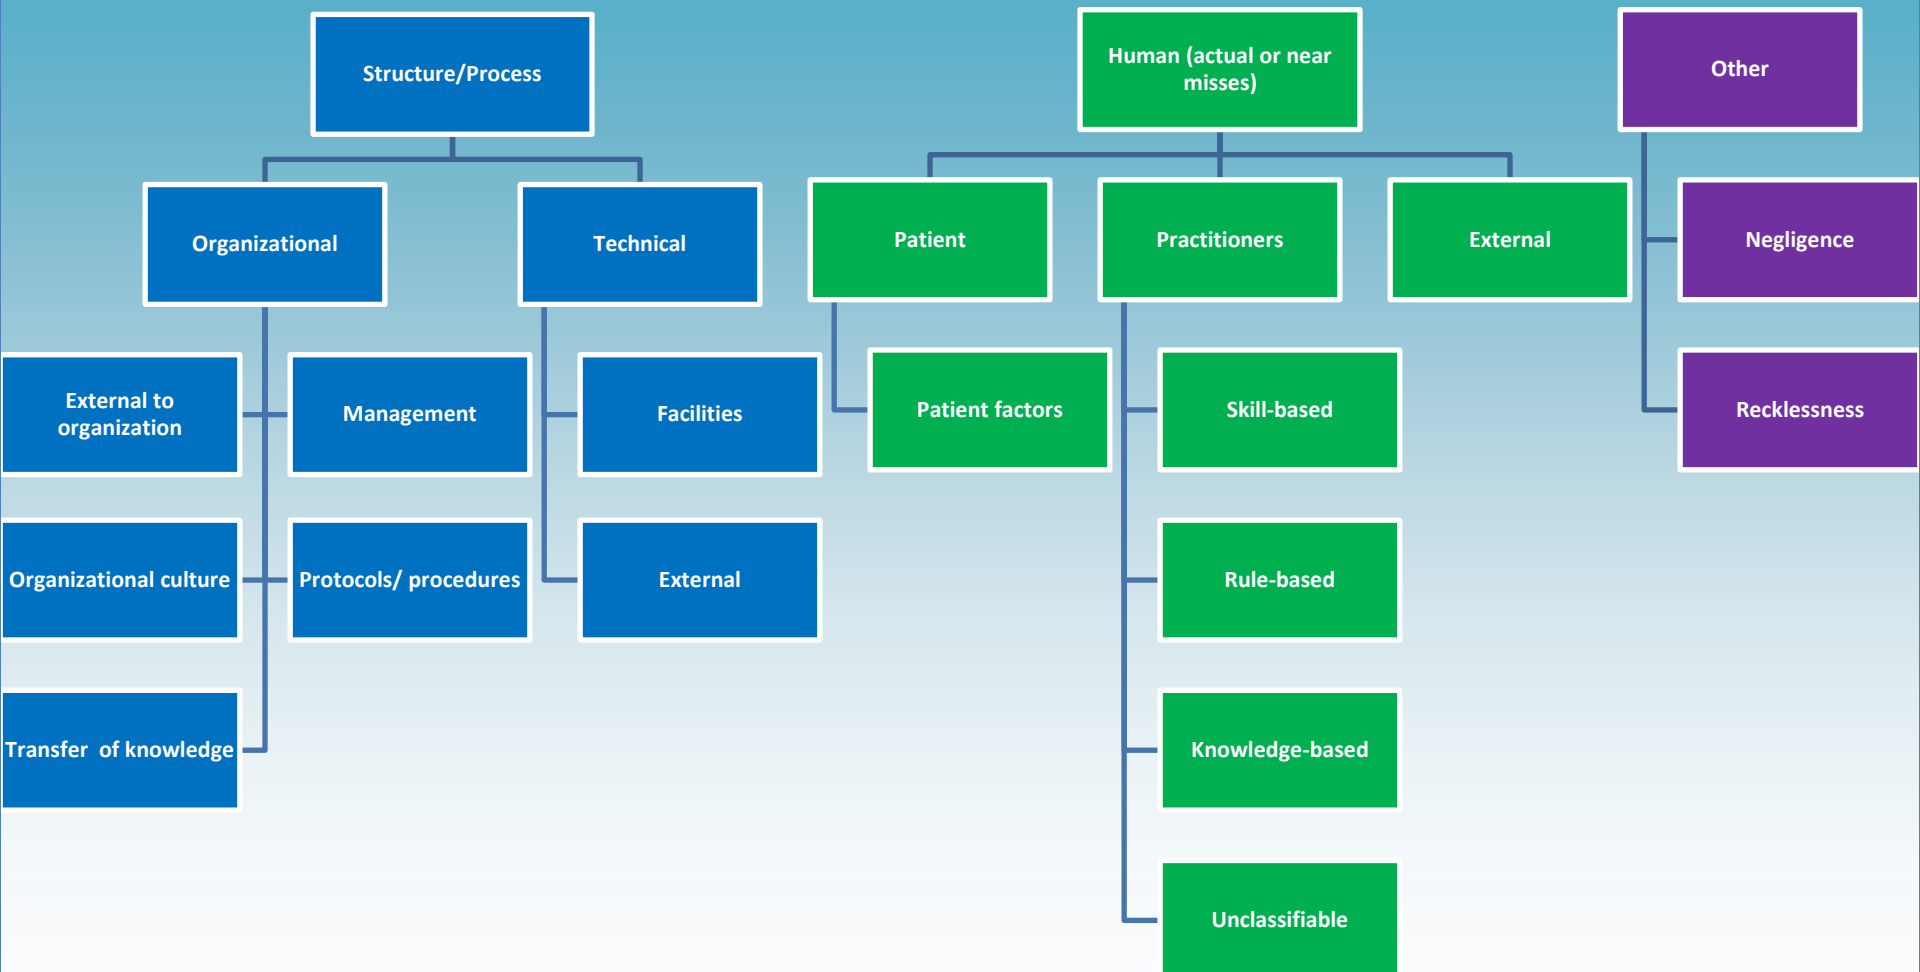 Structure/Process
Human (actual or near
misses)
Other
Organizational
Technical
Patient
Practitioners
External
Negligence
External to
organization
Management
Facilities
Patient factors
Skill-based
Recklessness
Organizational culture
Protocols/ procedures
External
Rule-based
Transfer  of knowledge
Knowledge-based
Unclassifiable